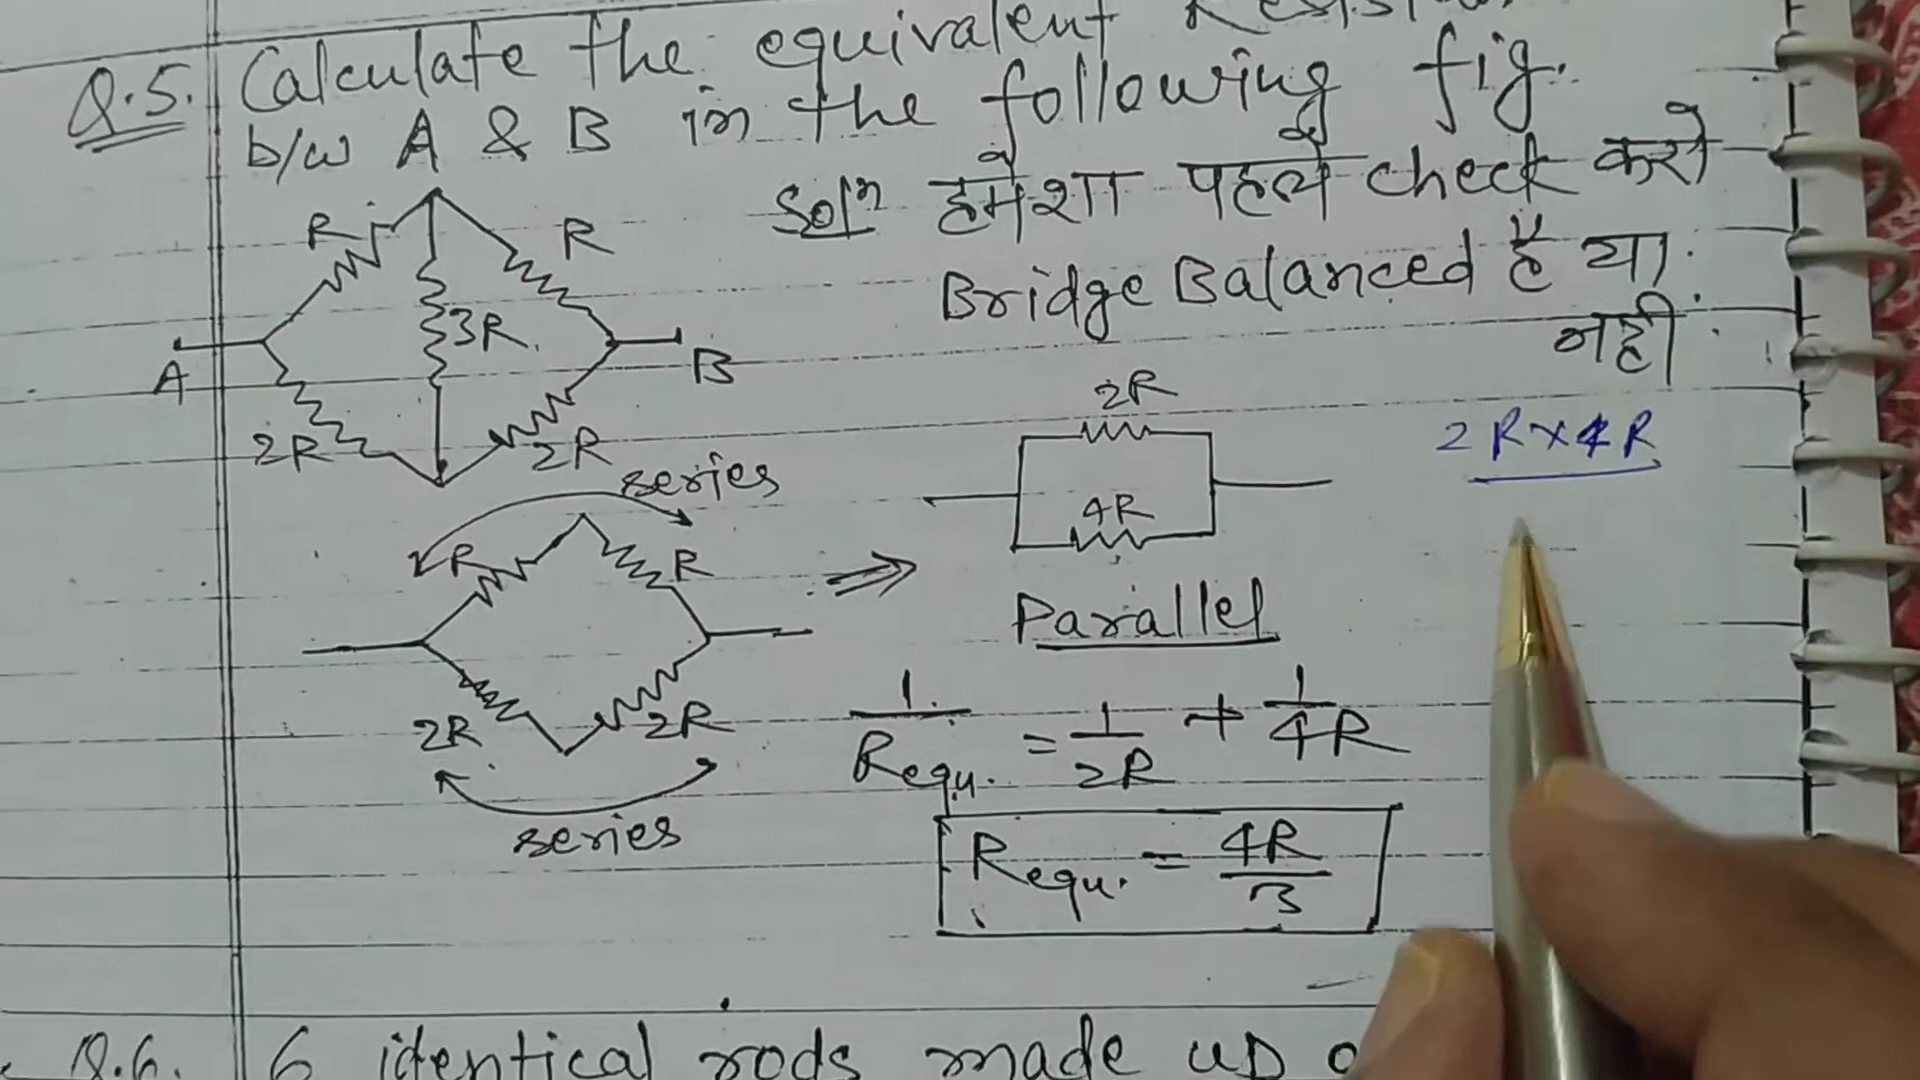 Q.5. Calculate the equivalent
b/w A & B in the following fig.
Solⁿ हमेशा पहले check करो
Bridge Balanced है या
नही
R
R
3R
A
B
2R
2R
series
R
R
2R
2R
series
2R
4R
2R×4R
Parallel
1/Requ. = 1/2R + 1/4R
Requ. = 4R/3
Q.6. 6 identical rods made up